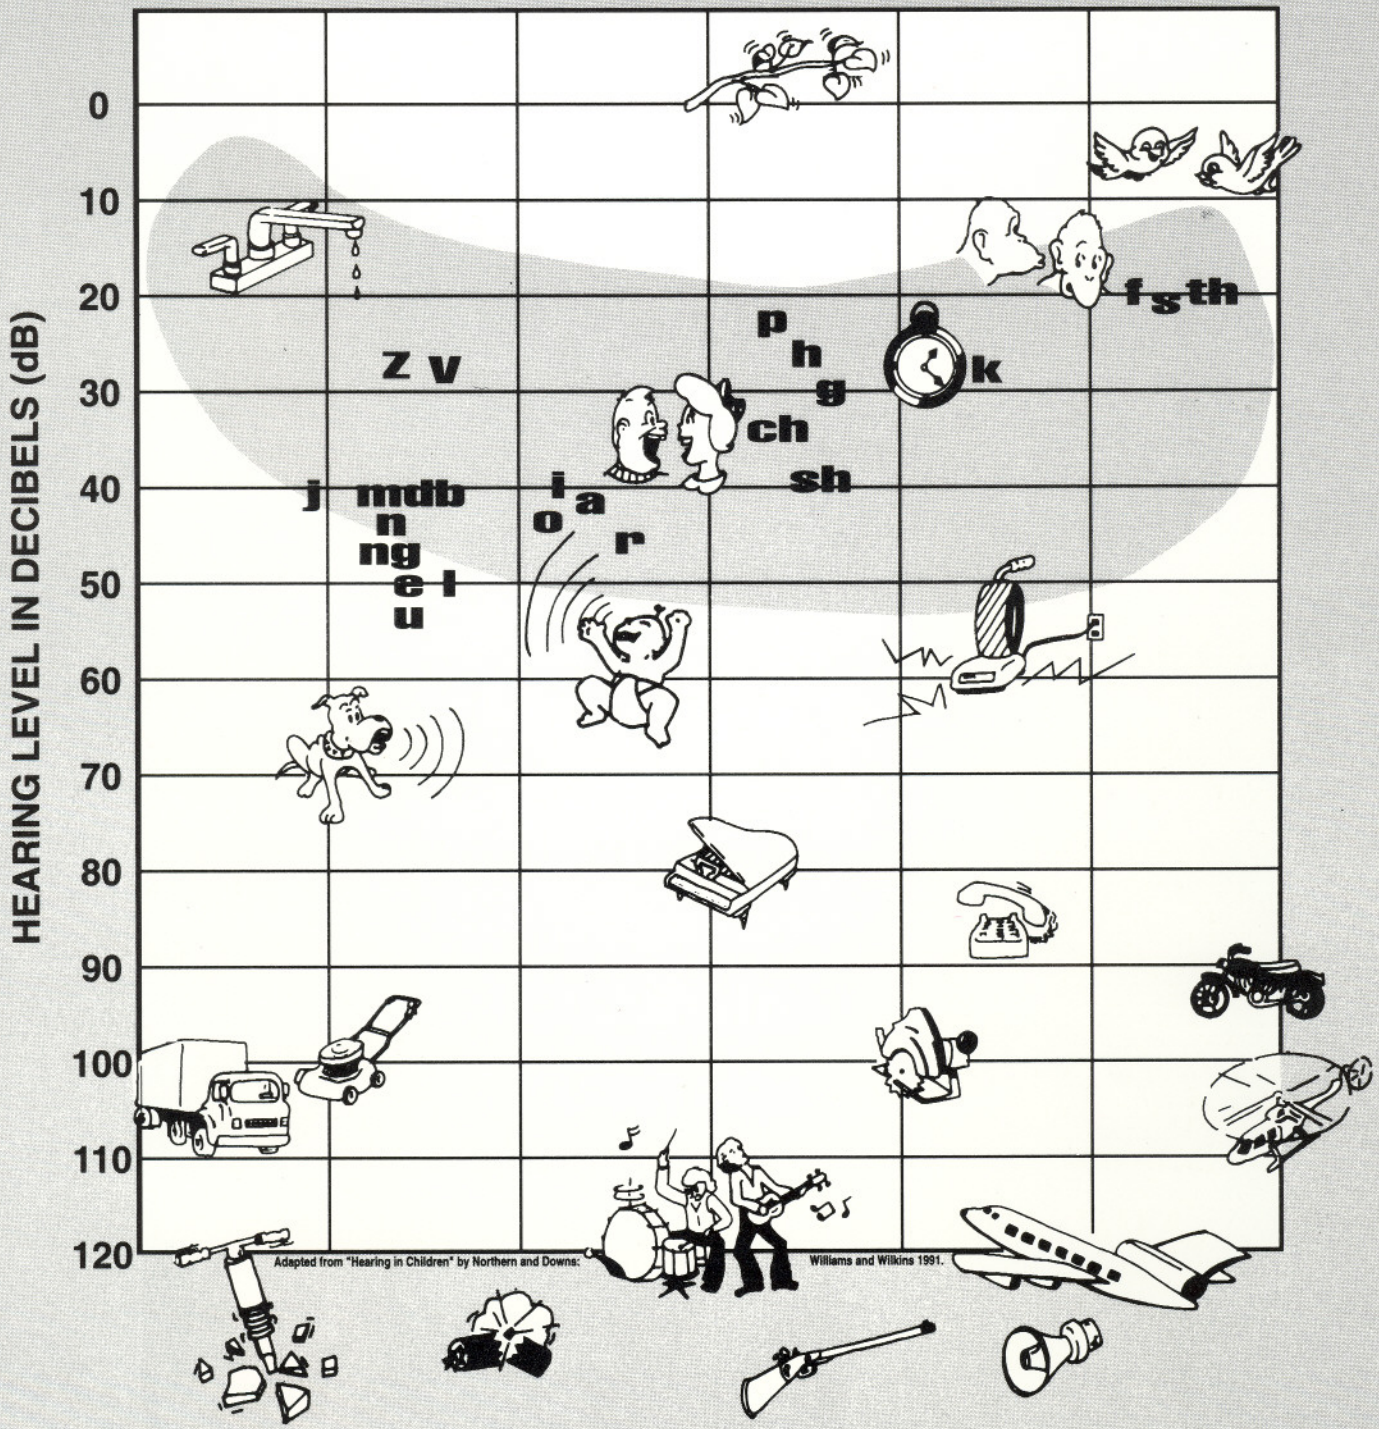 HEARING LEVEL IN DECIBELS (dB)
0
10
20
f s th
p
h
z v
k
30
g
ch
sh
40
j mdb i a
n o
ng r
50
e l
u
60
70
80
90
100
110
120
Adapted from "Hearing in Children" by Northern and Downs: Williams and Wilkins 1991.